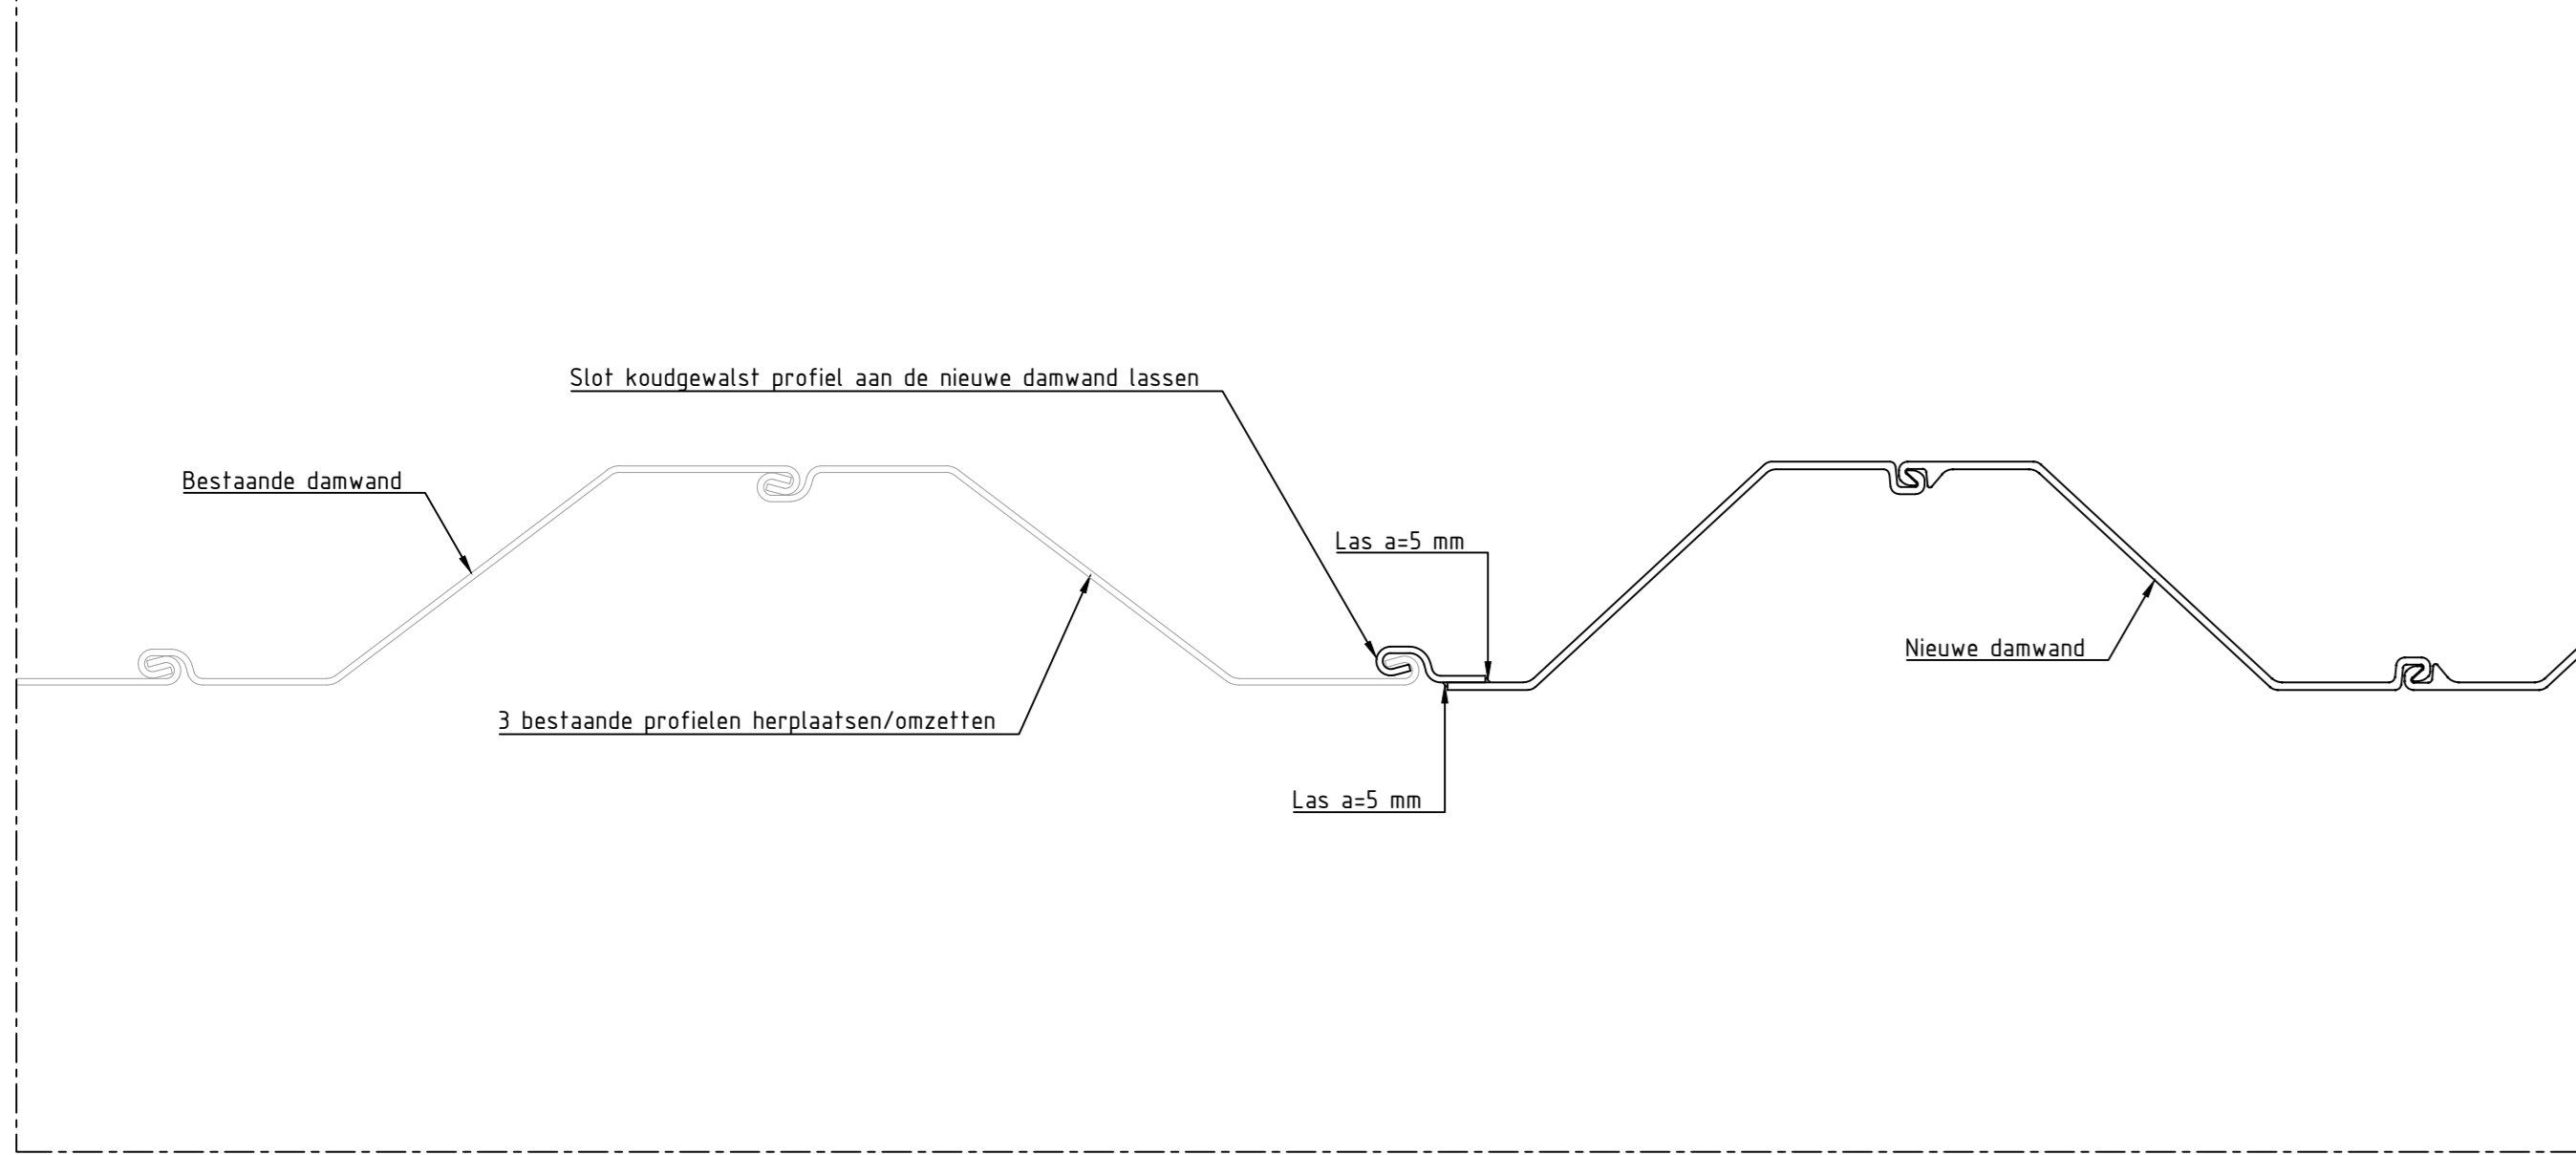 Slot koudgewalst profiel aan de nieuwe damwand lassen
Bestaande damwand
Las a=5 mm
Nieuwe damwand
3 bestaande profielen herplaatsen/omzetten
Las a=5 mm